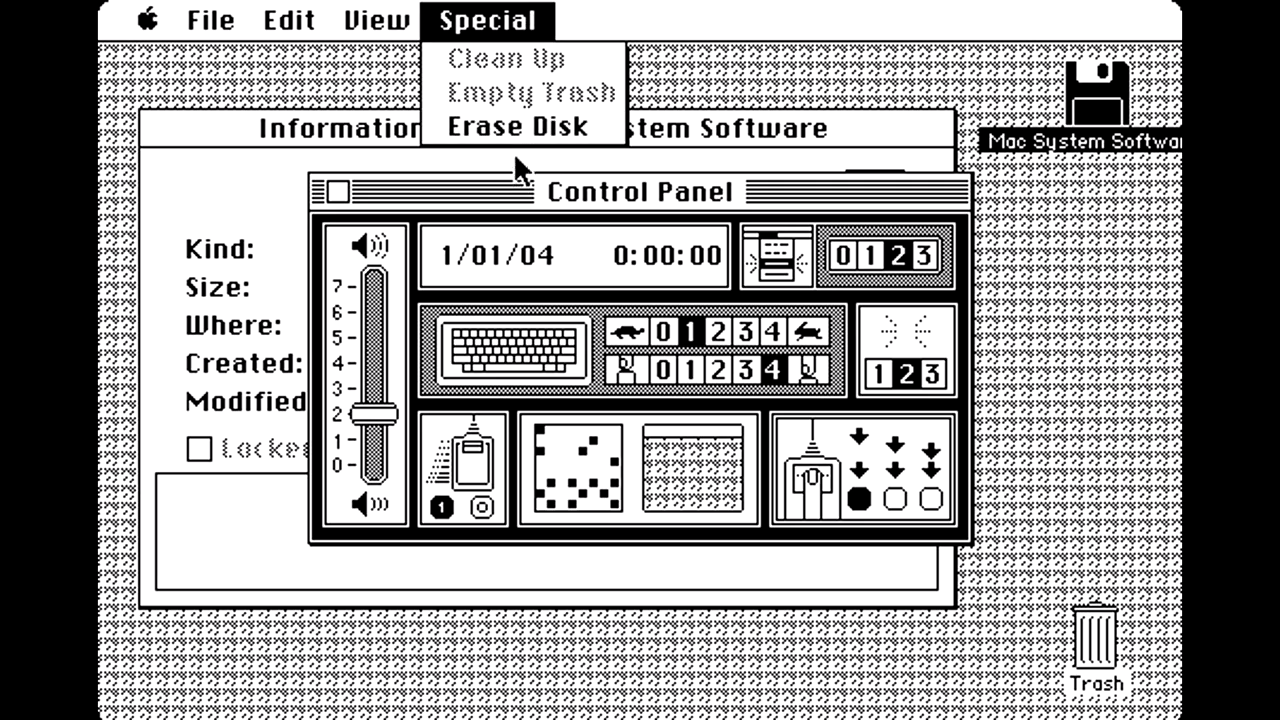 File Edit View Special
Clean Up
Empty Trash
Erase Disk
Information stem Software
Mac System Softwa
Control Panel
Kind:
Size:
Where:
Created:
Modified
Locke
1/01/04 0:00:00
0 1 2 3
7
6
5
4
3
2
1
0
0 1 2 3 4
0 1 2 3 4
1 2 3
1 0
Trash